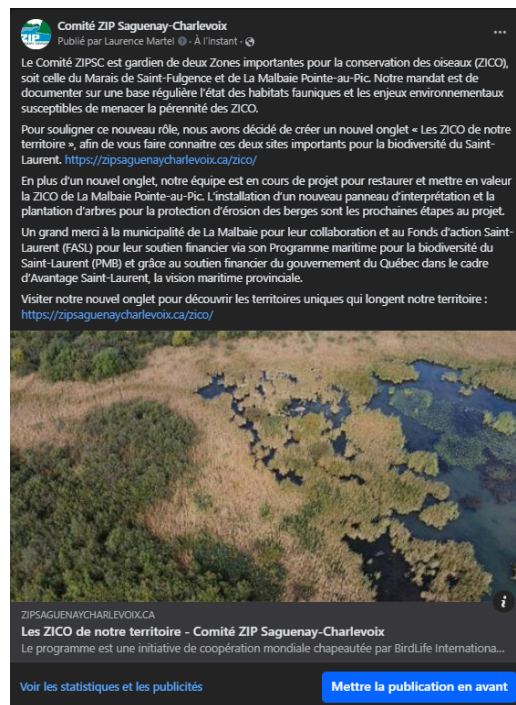 Comité ZIP Saguenay-Charlevoix
Publié par Laurence Martel · À l'instant ·
Le Comité ZIPSC est gardien de deux Zones importantes pour la conservation des oiseaux (ZICO),
soit celle du Marais de Saint-Fulgence et de La Malbaie Pointe-au-Pic. Notre mandat est de
documenter sur une base régulière l'état des habitats fauniques et les enjeux environnementaux
susceptibles de menacer la pérennité des ZICO.
Pour souligner ce nouveau rôle, nous avons décidé de créer un nouvel onglet « Les ZICO de notre
territoire », afin de vous faire connaitre ces deux sites importants pour la biodiversité du Saint-
Laurent. https://zipsaguenaycharlevoix.ca/zico/
En plus d'un nouvel onglet, notre équipe est en cours de projet pour restaurer et mettre en valeur
la ZICO de La Malbaie Pointe-au-Pic. L'installation d'un nouveau panneau d'interprétation et la
plantation d'arbres pour la protection d'érosion des berges sont les prochaines étapes au projet.
Un grand merci à la municipalité de La Malbaie pour leur collaboration et au Fonds d'action Saint-
Laurent (FASL) pour leur soutien financier via son Programme maritime pour la biodiversité du
Saint-Laurent (PMB) et grâce au soutien financier du gouvernement du Québec dans le cadre
d'Avantage Saint-Laurent, la vision maritime provinciale.
Visiter notre nouvel onglet pour découvrir les territoires uniques qui longent notre territoire :
https://zipsaguenaycharlevoix.ca/zico/
ZIPSAGUENAYCHARLEVOIX.CA
Les ZICO de notre territoire - Comité ZIP Saguenay-Charlevoix
Le programme est une initiative de coopération mondiale chapeautée par BirdLife Internationa...
Voir les statistiques et les publicités
Mettre la publication en avant